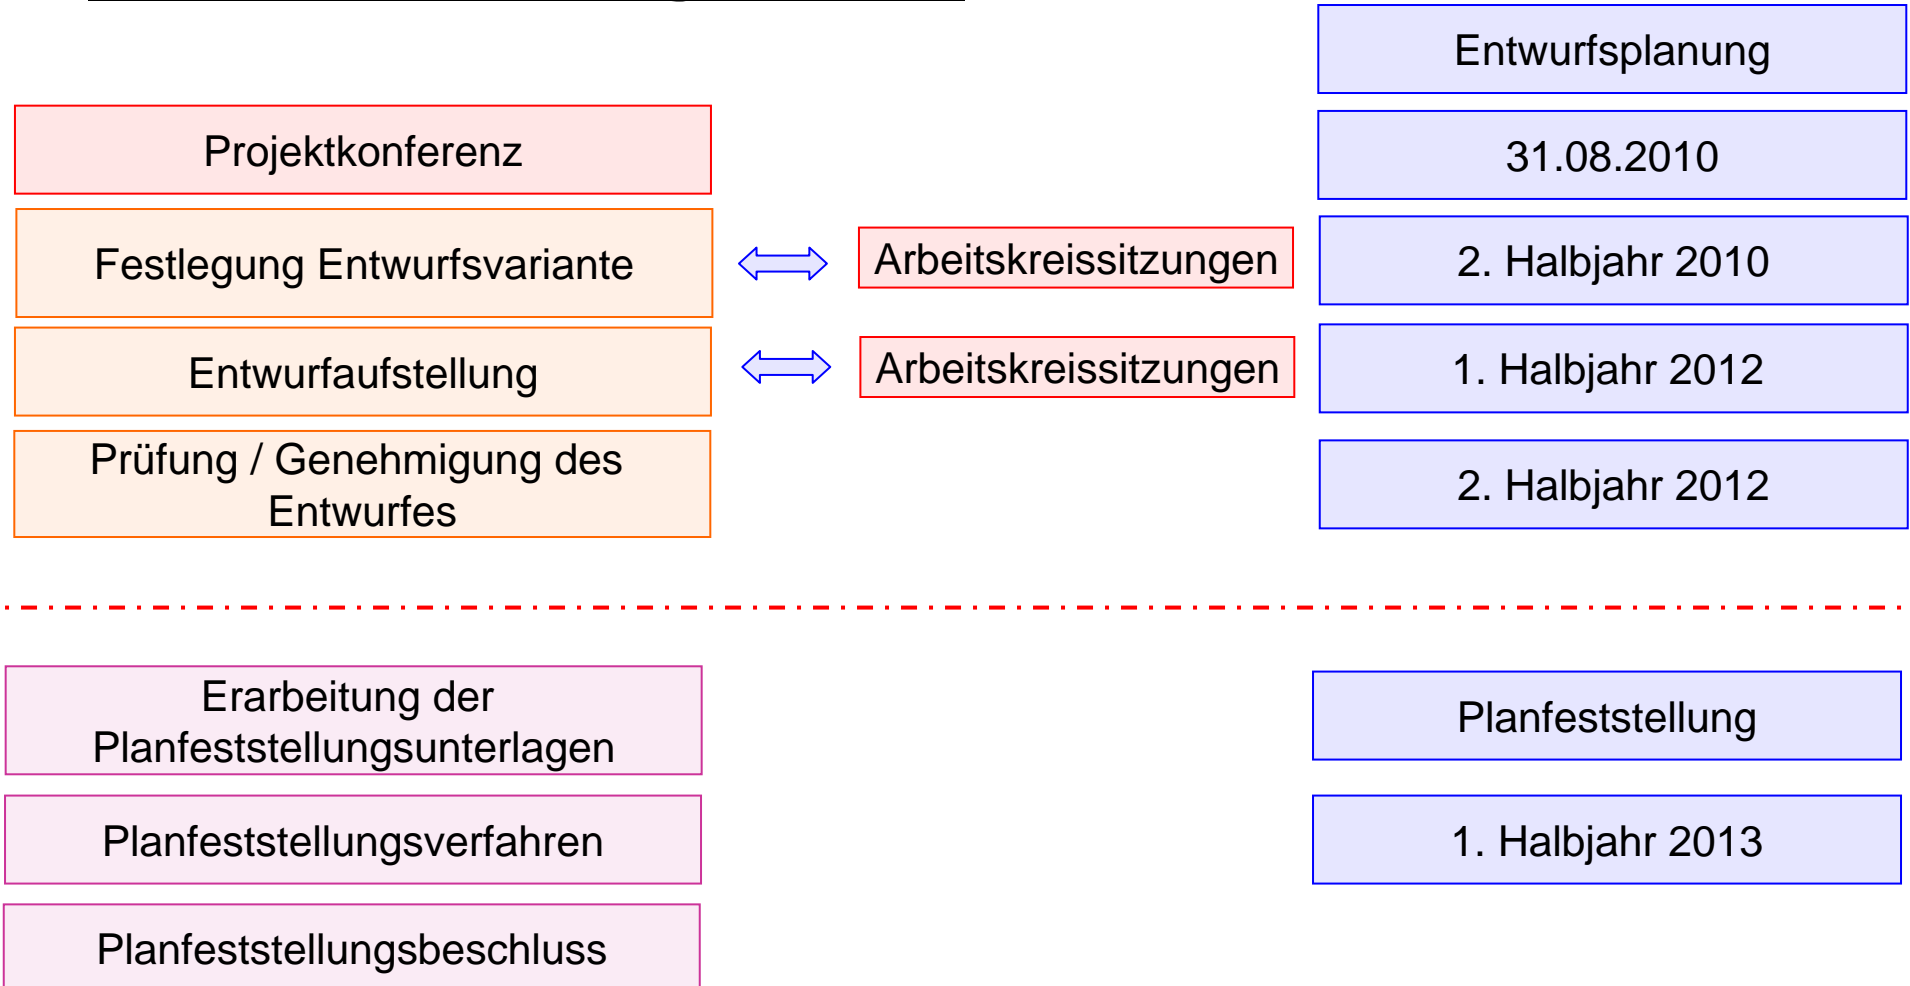 Entwurfsplanung
Projektkonferenz
31.08.2010
Festlegung Entwurfsvariante
Arbeitskreissitzungen
2. Halbjahr 2010
Entwurfaufstellung
Arbeitskreissitzungen
1. Halbjahr 2012
Prüfung / Genehmigung des
Entwurfes
2. Halbjahr 2012
Erarbeitung der
Planfeststellungsunterlagen
Planfeststellung
Planfeststellungsverfahren
1. Halbjahr 2013
Planfeststellungsbeschluss